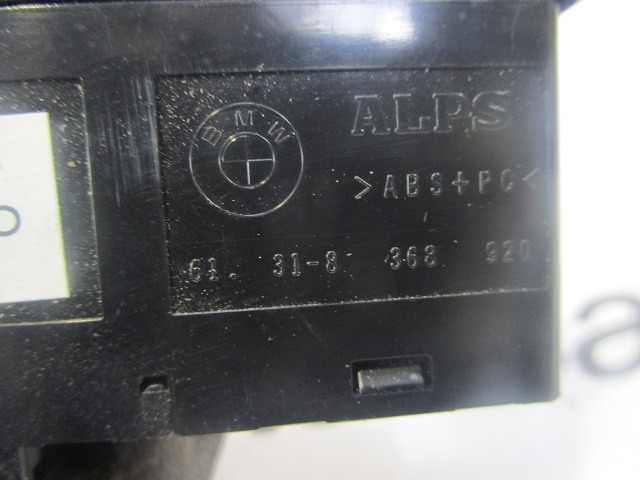 BMW
ALPS
>ABS+PC<
61. 31-8 368 920